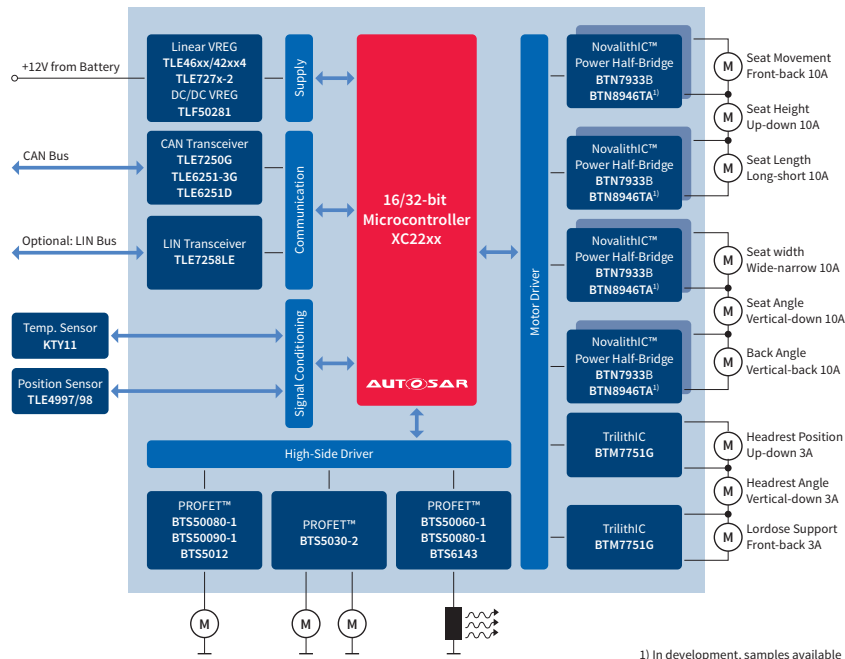 +12V from Battery
Linear VREG
TLE46xx/42xx4
TLE727x-2
DC/DC VREG
TLF50281
Supply
CAN Bus
CAN Transceiver
TLE7250G
TLE6251-3G
TLE6251D
Optional: LIN Bus
LIN Transceiver
TLE7258LE
Communication
Temp. Sensor
KTY11
Position Sensor
TLE4997/98
Signal Conditioning
16/32-bit
Microcontroller
XC22xx
AUTOSAR
Motor Driver
NovalithIC™
Power Half-Bridge
BTN7933B
BTN8946TA1)
NovalithIC™
Power Half-Bridge
BTN7933B
BTN8946TA1)
NovalithIC™
Power Half-Bridge
BTN7933B
BTN8946TA1)
NovalithIC™
Power Half-Bridge
BTN7933B
BTN8946TA1)
TrilithIC
BTM7751G
TrilithIC
BTM7751G
M
Seat Movement
Front-back 10A
M
Seat Height
Up-down 10A
M
Seat Length
Long-short 10A
M
Seat width
Wide-narrow 10A
M
Seat Angle
Vertical-down 10A
M
Back Angle
Vertical-back 10A
M
Headrest Position
Up-down 3A
M
Headrest Angle
Vertical-down 3A
M
Lordose Support
Front-back 3A
High-Side Driver
PROFET™
BTS50080-1
BTS50090-1
BTS5012
PROFET™
BTS5030-2
PROFET™
BTS50060-1
BTS50080-1
BTS6143
M
M
M
1) In development, samples available